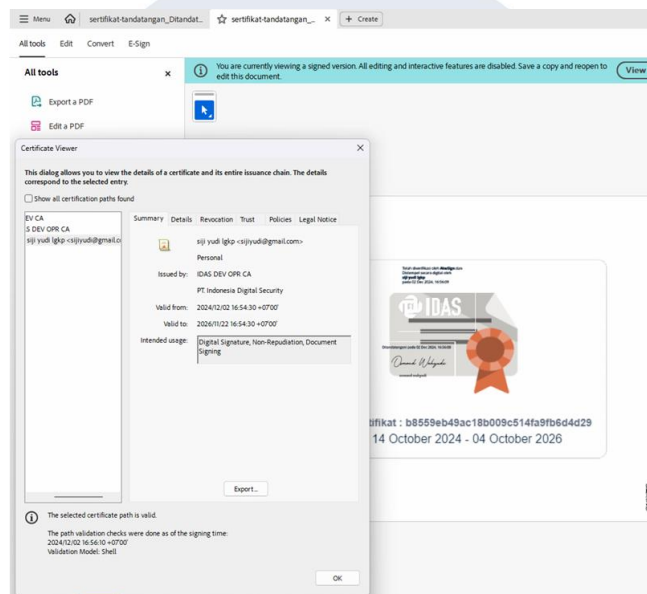 Menu
sertifikat-tandatangan_Ditandat...
sertifikat-tandatangan_...
+ Create
All tools Edit Convert E-Sign
All tools
You are currently viewing a signed version. All editing and interactive features are disabled. Save a copy and reopen to
edit this document.
View
Export a PDF
Edit a PDF
Certificate Viewer
This dialog allows you to view the details of a certificate and its entire issuance chain. The details
correspond to the selected entry.
Show all certification paths found
EV CA
S DEV OPR CA
siji yudi lgkp <sijiyudi@gmail.co
Summary Details Revocation Trust Policies Legal Notice
siji yudi lgkp <sijiyudi@gmail.com>
Personal
Issued by: IDAS DEV OPR CA
PT. Indonesia Digital Security
Valid from: 2024/12/02 16:54:30 +07'00'
Valid to: 2026/11/22 16:54:30 +07'00'
Intended usage: Digital Signature, Non-Repudiation, Document
Signing
Export...
The selected certificate path is valid.
The path validation checks were done as of the signing time:
2024/12/02 16:56:10 +07'00'
Validation Model: Shell
OK
IDAS
tifikat : b8559eb49ac18b009c514fa9fb6d4d29
14 October 2024 - 04 October 2026